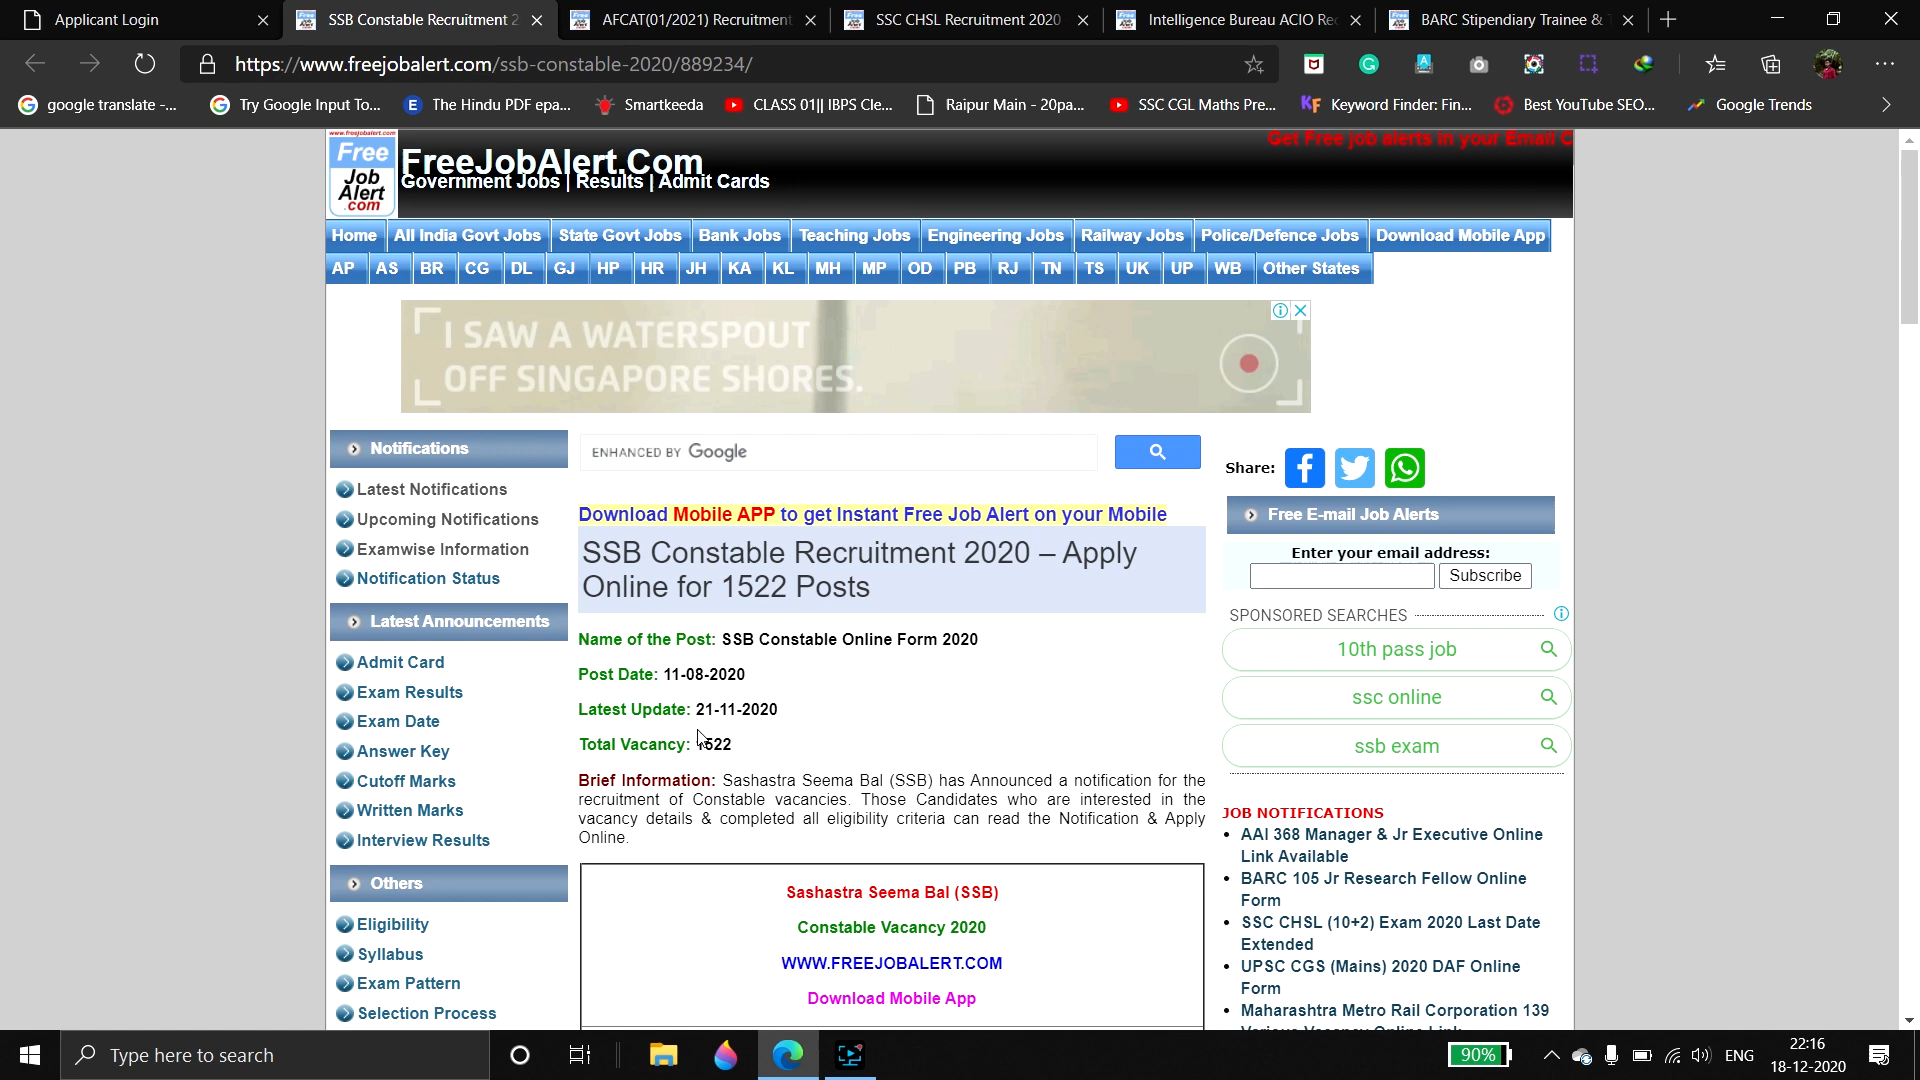 Applicant Login
SSB Constable Recruitment 2
AFCAT(01/2021) Recruitment
SSC CHSL Recruitment 2020
Intelligence Bureau ACIO Re
BARC Stipendiary Trainee & T
https://www.freejobalert.com/ssb-constable-2020/889234/
google translate -...
Try Google Input To...
The Hindu PDF epa...
Smartkeeda
CLASS 01|| IBPS Cle...
Raipur Main - 20pa...
SSC CGL Maths Pre...
Keyword Finder: Fin...
Best YouTube SEO...
Google Trends
www.freejobalert.com
Free
Job
Alert
.com
FreeJobAlert.Com
Government Jobs | Results | Admit Cards
Get Free job alerts in your Email C
Home All India Govt Jobs State Govt Jobs Bank Jobs Teaching Jobs Engineering Jobs Railway Jobs Police/Defence Jobs Download Mobile App
AP AS BR CG DL GJ HP HR JH KA KL MH MP OD PB RJ TN TS UK UP WB Other States
I SAW A WATERSPOUT
OFF SINGAPORE SHORES.
Notifications
Latest Notifications
Upcoming Notifications
Examwise Information
Notification Status
Latest Announcements
Admit Card
Exam Results
Exam Date
Answer Key
Cutoff Marks
Written Marks
Interview Results
Others
Eligibility
Syllabus
Exam Pattern
Selection Process
ENHANCED BY Google
Download Mobile APP to get Instant Free Job Alert on your Mobile
SSB Constable Recruitment 2020 – Apply
Online for 1522 Posts
Name of the Post: SSB Constable Online Form 2020
Post Date: 11-08-2020
Latest Update: 21-11-2020
Total Vacancy: 1522
Brief Information: Sashastra Seema Bal (SSB) has Announced a notification for the
recruitment of Constable vacancies. Those Candidates who are interested in the
vacancy details & completed all eligibility criteria can read the Notification & Apply
Online.
Sashastra Seema Bal (SSB)
Constable Vacancy 2020
WWW.FREEJOBALERT.COM
Download Mobile App
Share:
Free E-mail Job Alerts
Enter your email address:
Subscribe
SPONSORED SEARCHES
10th pass job
ssc online
ssb exam
JOB NOTIFICATIONS
• AAI 368 Manager & Jr Executive Online
Link Available
• BARC 105 Jr Research Fellow Online
Form
• SSC CHSL (10+2) Exam 2020 Last Date
Extended
• UPSC CGS (Mains) 2020 DAF Online
Form
• Maharashtra Metro Rail Corporation 139
Various Vacancy Online Link
Type here to search
90%
ENG
22:16
18-12-2020